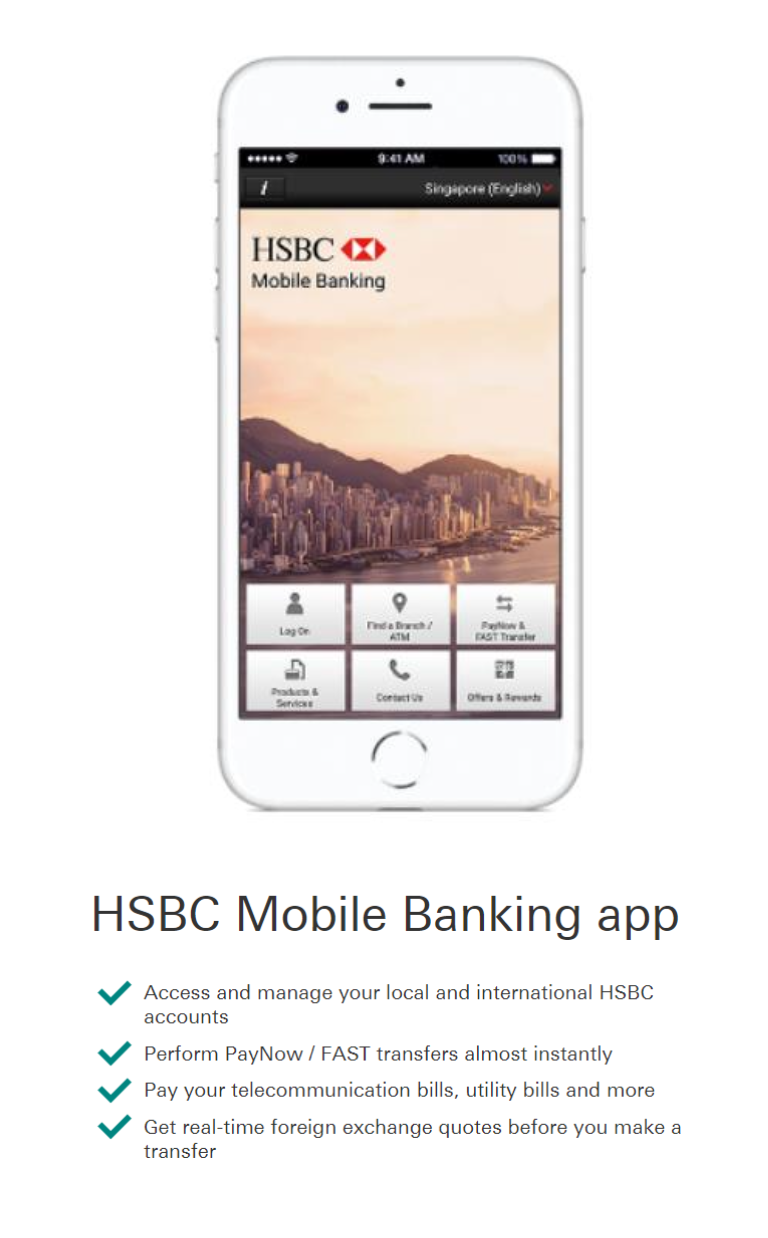 9:41 AM 100%
i Singapore (English)
HSBC
Mobile Banking
Log On
Find a Branch /
ATM
PayNow &
FAST Transfer
Products &
Services
Contact Us
Offers & Rewards
HSBC Mobile Banking app
Access and manage your local and international HSBC
accounts
Perform PayNow / FAST transfers almost instantly
Pay your telecommunication bills, utility bills and more
Get real-time foreign exchange quotes before you make a
transfer